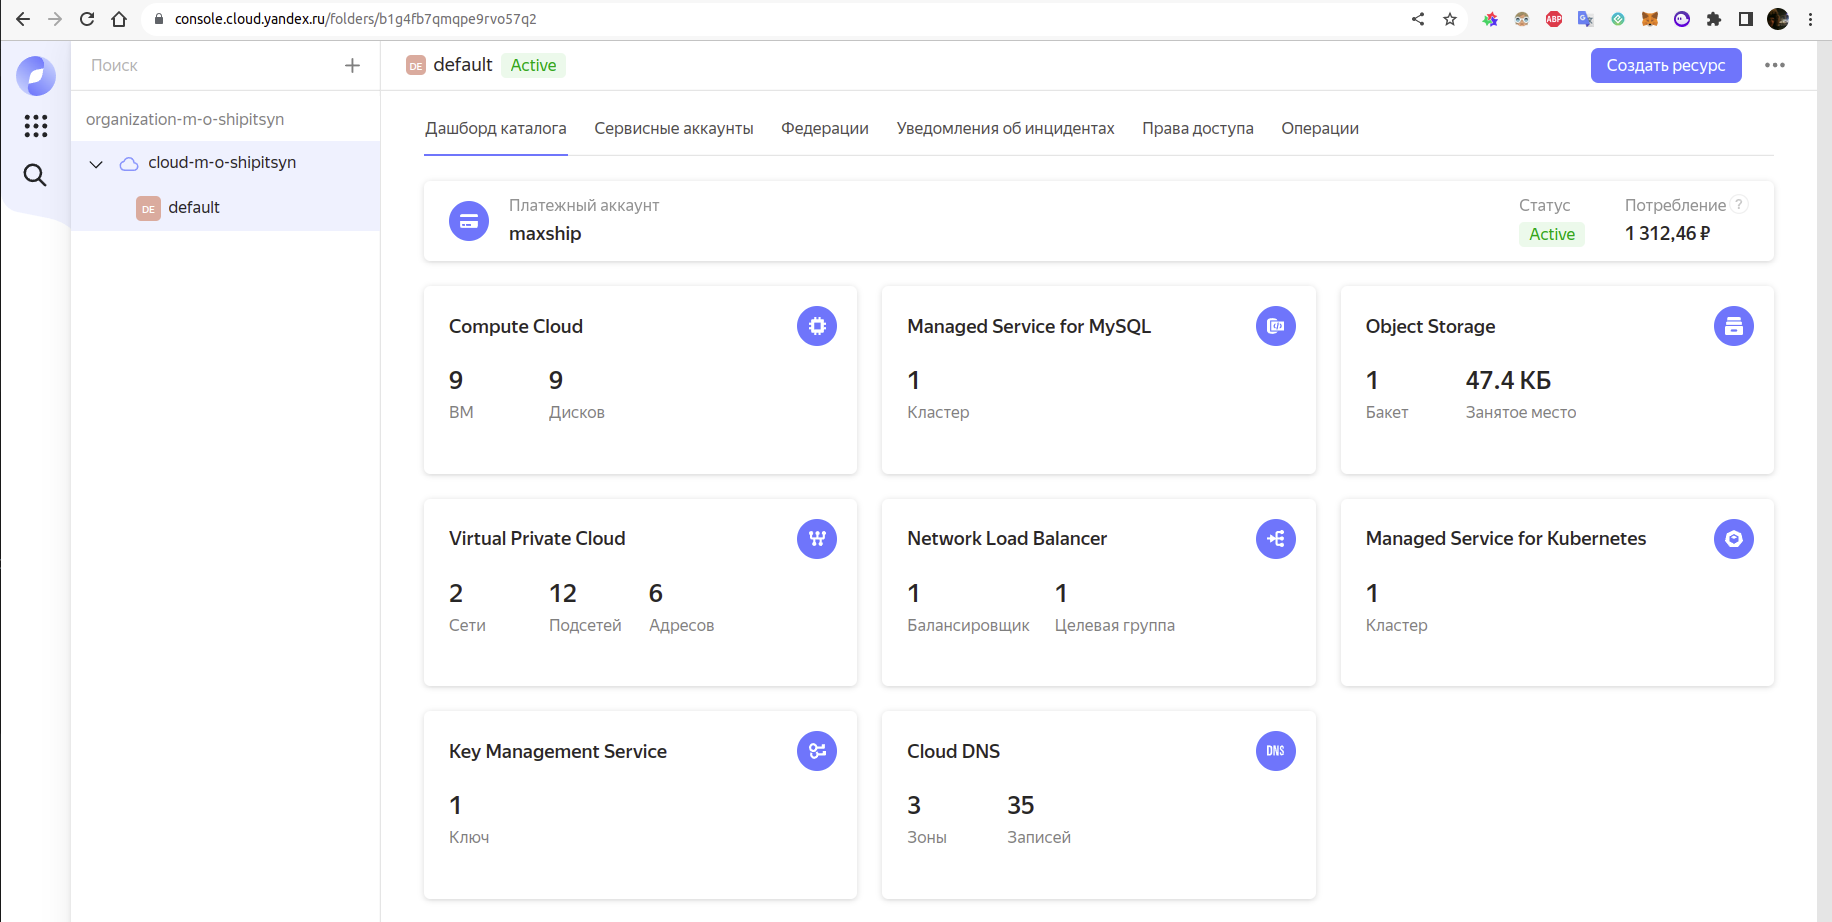 console.cloud.yandex.ru/folders/b1g4fb7qmqpe9rvo57q2
ABP
Поиск
organization-m-o-shipitsyn
cloud-m-o-shipitsyn
DE default
DE default Active
Создать ресурс
Дашборд каталога Сервисные аккаунты Федерации Уведомления об инцидентах Права доступа Операции
Платежный аккаунт Статус Потребление ?
maxship Active 1 312,46 ₽
Compute Cloud
9 9
ВМ Дисков
Managed Service for MySQL
1
Кластер
Object Storage
1 47.4 КБ
Бакет Занятое место
Virtual Private Cloud
2 12 6
Сети Подсетей Адресов
Network Load Balancer
1 1
Балансировщик Целевая группа
Managed Service for Kubernetes
1
Кластер
Key Management Service
1
Ключ
Cloud DNS
DNS
3 35
Зоны Записей